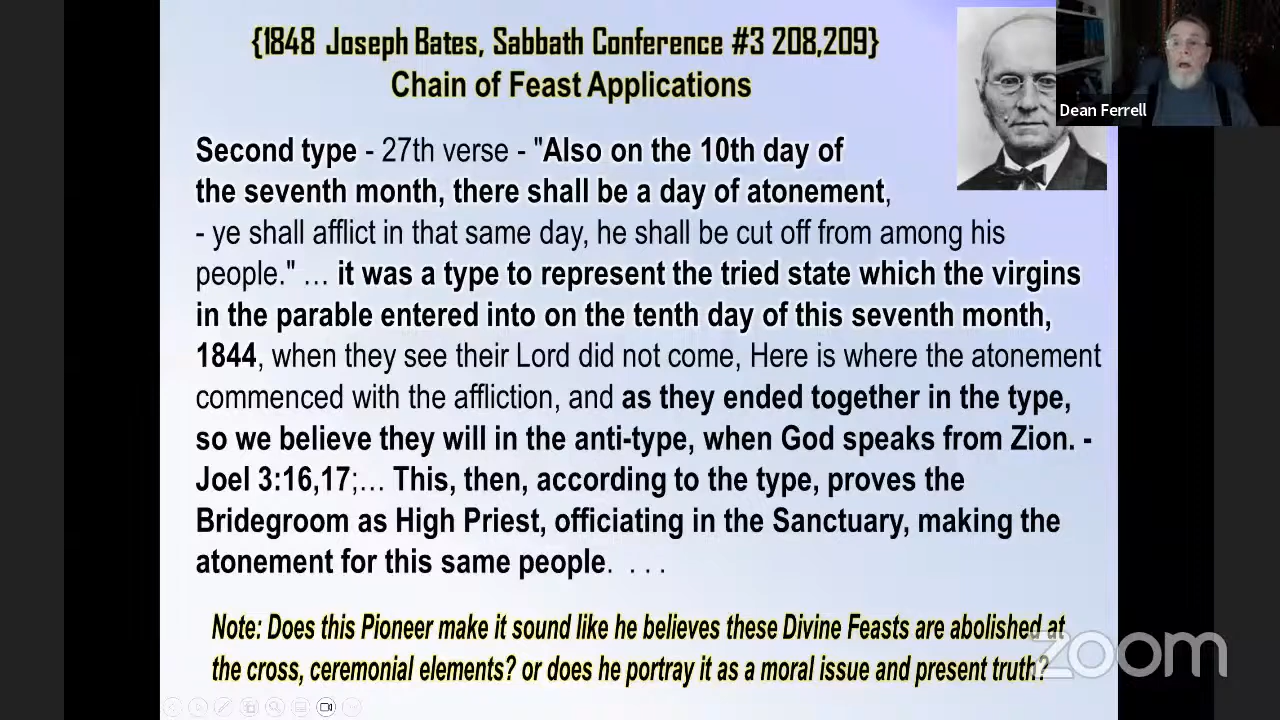 {1848 Joseph Bates, Sabbath Conference #3 208,209}
Chain of Feast Applications
Dean Ferrell
Second type - 27th verse - "Also on the 10th day of
the seventh month, there shall be a day of atonement,
- ye shall afflict in that same day, he shall be cut off from among his
people." … it was a type to represent the tried state which the virgins
in the parable entered into on the tenth day of this seventh month,
1844, when they see their Lord did not come, Here is where the atonement
commenced with the affliction, and as they ended together in the type,
so we believe they will in the anti-type, when God speaks from Zion. -
Joel 3:16,17;… This, then, according to the type, proves the
Bridegroom as High Priest, officiating in the Sanctuary, making the
atonement for this same people. . . .
Note: Does this Pioneer make it sound like he believes these Divine Feasts are abolished at
the cross, ceremonial elements? or does he portray it as a moral issue and present truth?
zoom